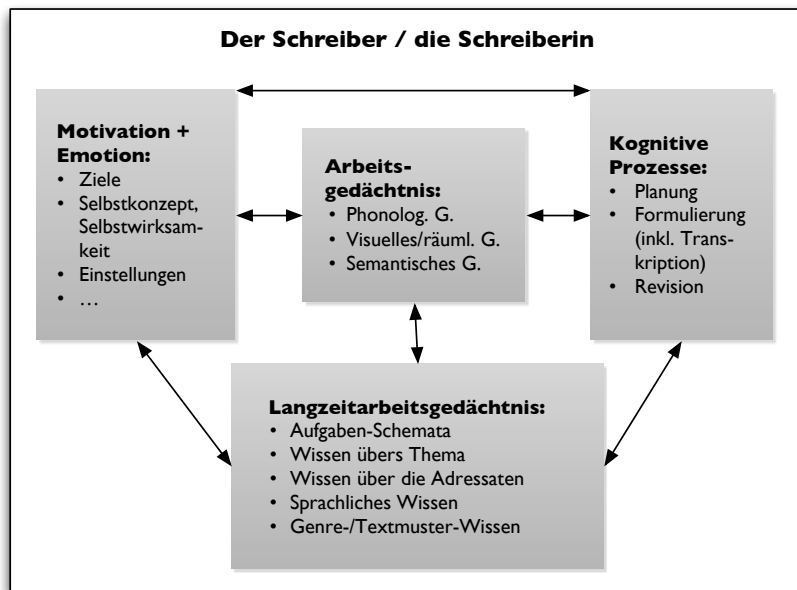 Der Schreiber / die Schreiberin
Motivation +
Emotion:
• Ziele
• Selbstkonzept,
Selbstwirksam-
keit
• Einstellungen
• …
Arbeits-
gedächtnis:
• Phonolog. G.
• Visuelles/räuml. G.
• Semantisches G.
Kognitive
Prozesse:
• Planung
• Formulierung
(inkl. Trans-
kription)
• Revision
Langzeitarbeitsgedächtnis:
• Aufgaben-Schemata
• Wissen übers Thema
• Wissen über die Adressaten
• Sprachliches Wissen
• Genre-/Textmuster-Wissen